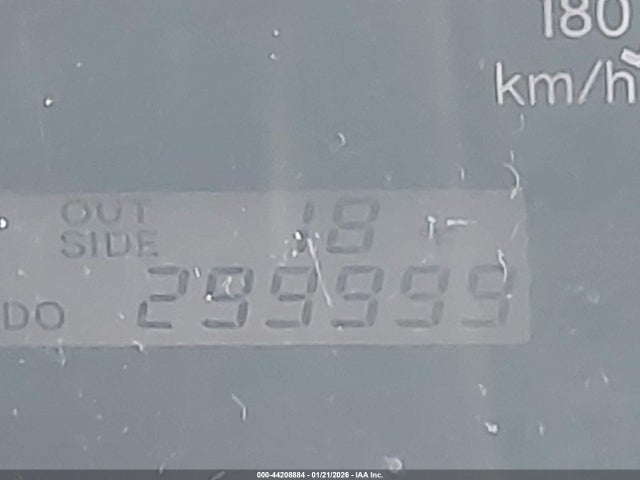 180
km/h
OUT 18 F
SIDE
DO 299999
000-44208884 - 01/21/2026 - IAA Inc.